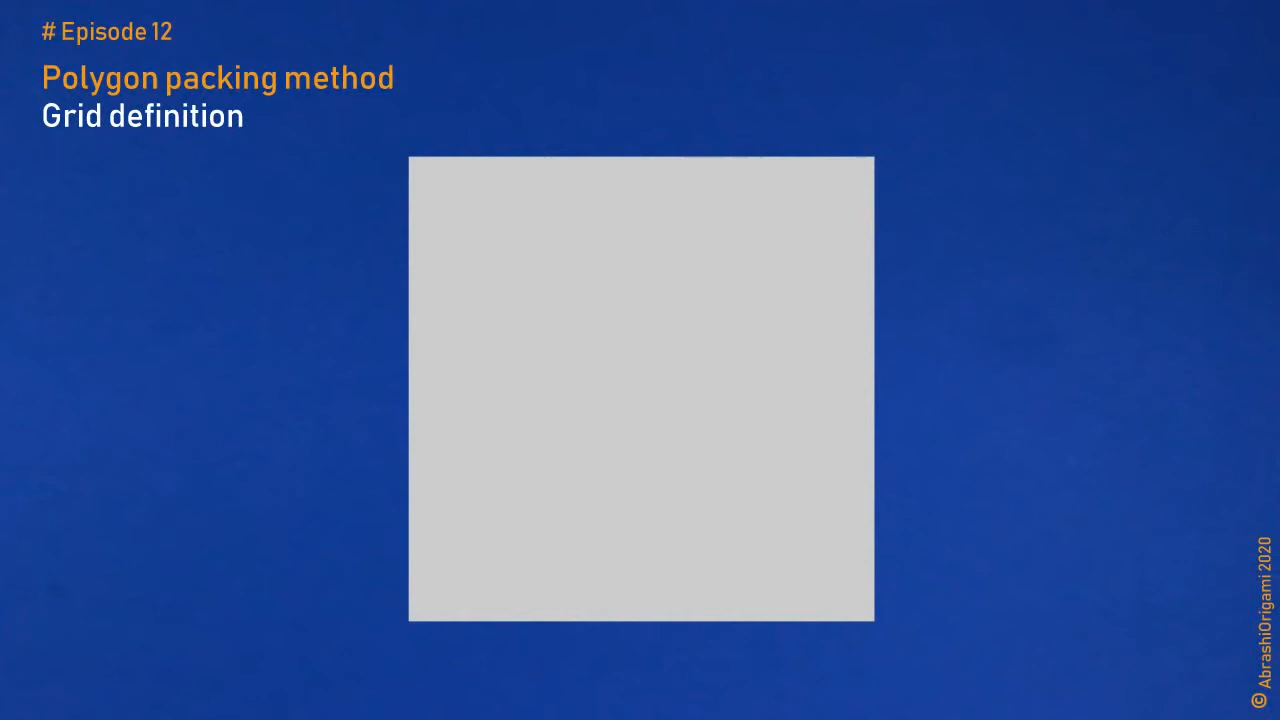 # Episode 12
Polygon packing method
Grid definition
© AbrashiOrigami 2020